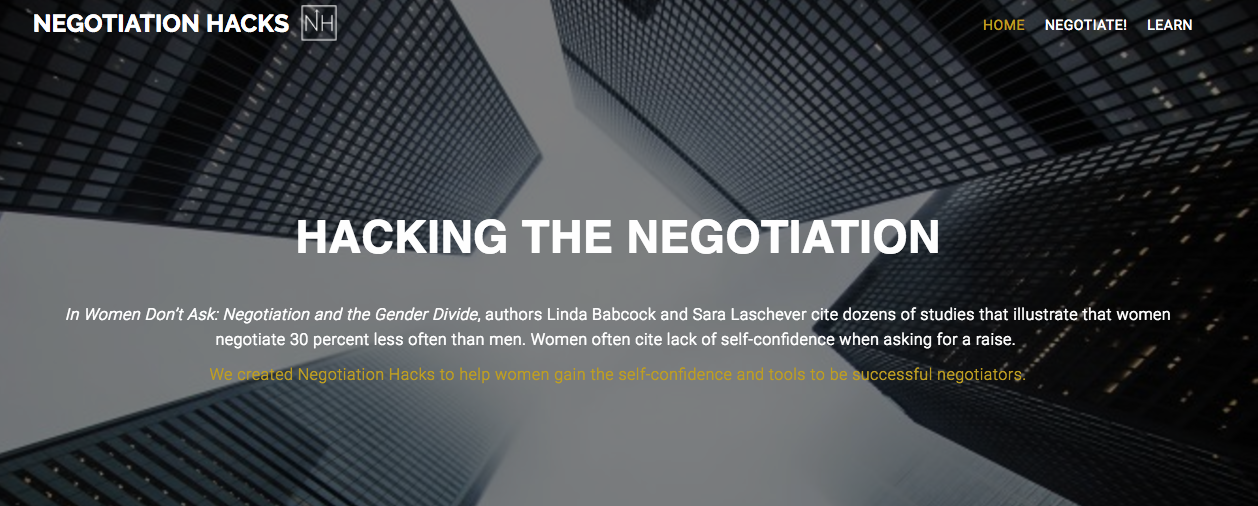 NEGOTIATION HACKS NH HOME NEGOTIATE! LEARN
HACKING THE NEGOTIATION
In Women Don't Ask: Negotiation and the Gender Divide, authors Linda Babcock and Sara Laschever cite dozens of studies that illustrate that women
negotiate 30 percent less often than men. Women often cite lack of self-confidence when asking for a raise.
We created Negotiation Hacks to help women gain the self-confidence and tools to be successful negotiators.